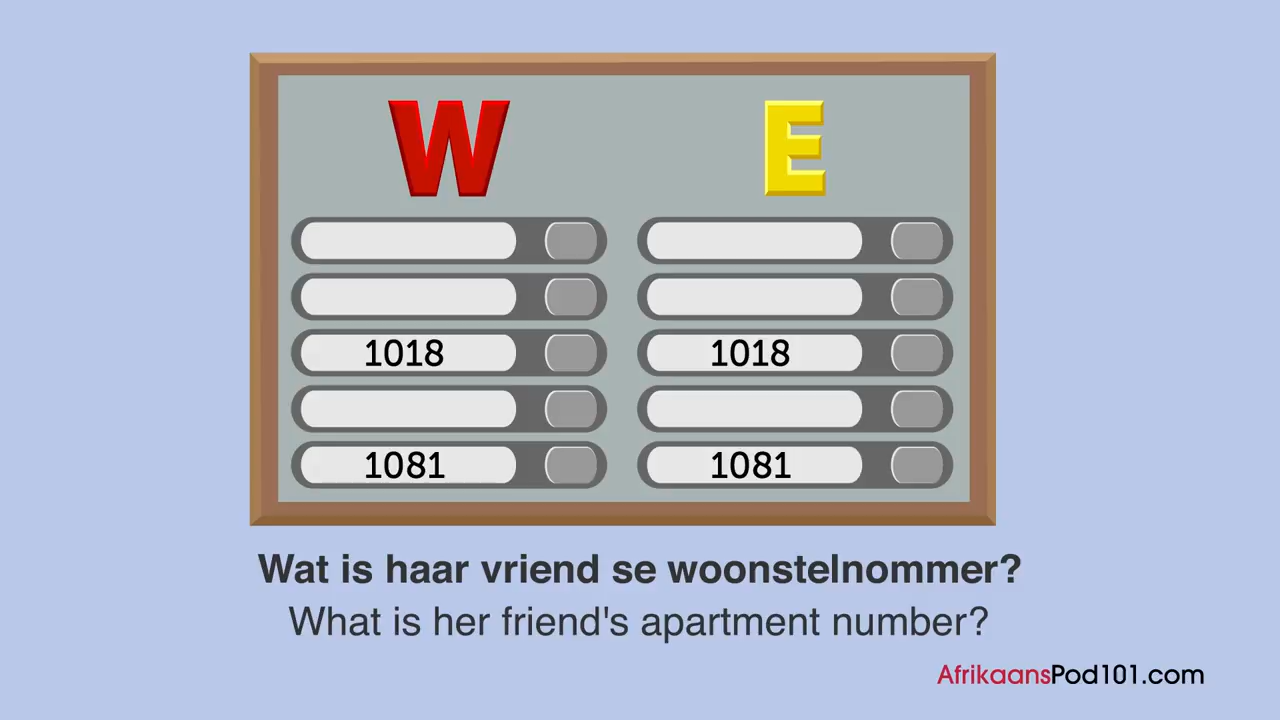 W E
1018 1018
1081 1081
Wat is haar vriend se woonstelnommer?
What is her friend's apartment number?
AfrikaansPod101.com